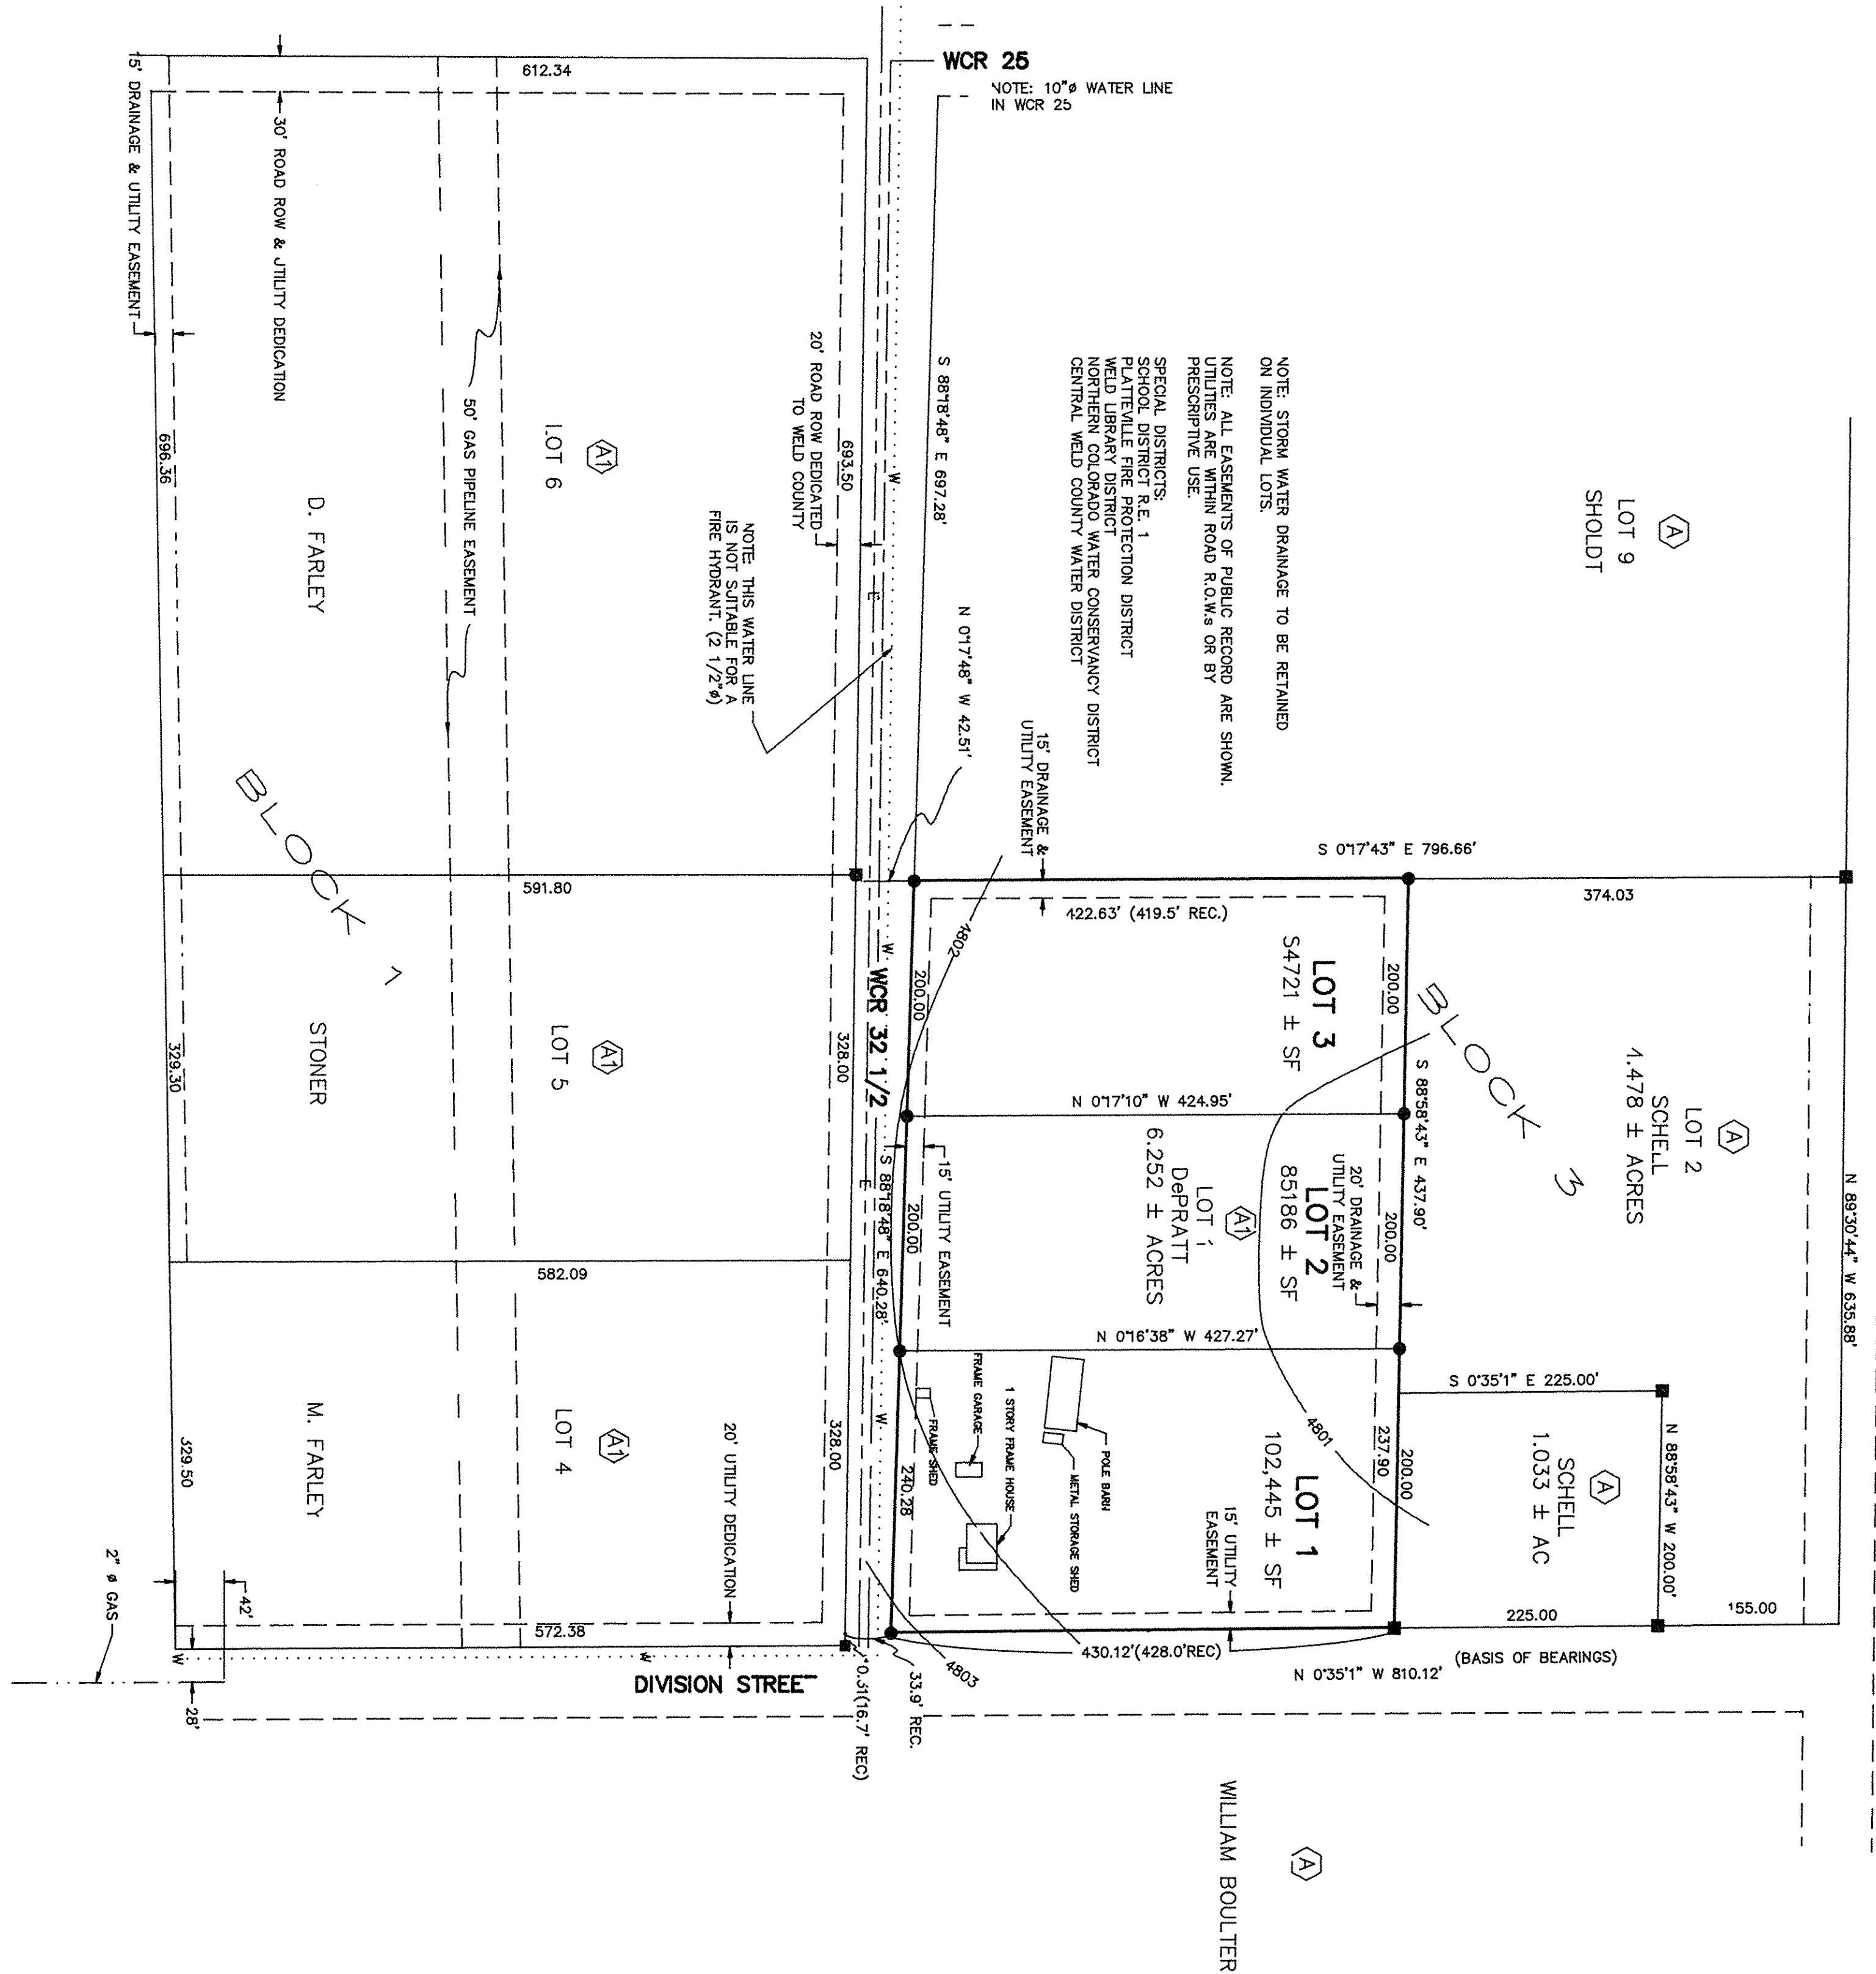 WCR 25
NOTE: 10"ø WATER LINE
IN WCR 25
612.34
15' DRAINAGE & UTILITY EASEMENT
30' ROAD ROW & UTILITY DEDICATION
50' GAS PIPELINE EASEMENT
20' ROAD ROW DEDICATED
TO WELD COUNTY
693.50
W
S 88°18'48" E 697.28'
NOTE: STORM WATER DRAINAGE TO BE RETAINED
ON INDIVIDUAL LOTS.
NOTE: ALL EASEMENTS OF PUBLIC RECORD ARE SHOWN.
UTILITIES ARE WITHIN ROAD R.O.W.s OR BY
PRESCRIPTIVE USE.
SPECIAL DISTRICTS:
SCHOOL DISTRICT R.E. 1
PLATTEVILLE FIRE PROTECTION DISTRICT
WELD LIBRARY DISTRICT
NORTHERN COLORADO WATER CONSERVANCY DISTRICT
CENTRAL WELD COUNTY WATER DISTRICT
A
LOT 9
SHOLDT
A1
LOT 6
D. FARLEY
696.36
NOTE: THIS WATER LINE
IS NOT SUITABLE FOR A
FIRE HYDRANT. (2 1/2"ø)
E
N 0°17'48" W 42.51'
15' DRAINAGE &
UTILITY EASEMENT
S 0°17'43" E 796.66'
374.03
422.63' (419.5' REC.)
591.80
BLOCK 1
4802
W
WCR 32 1/2
200.00
LOT 3
S4721 ± SF
200.00
BLOCK 3
S 88°58'43" E 437.90'
A
LOT 2
SCHELL
1.478 ± ACRES
N 89°30'44" W 635.88'
A1
LOT 5
STONER
329.30
328.00
N 0°17'10" W 424.95'
15' UTILITY EASEMENT
S 88°18'48" E 640.28'
E
200.00
A1
LOT 1
DePRATT
6.252 ± ACRES
20' DRAINAGE &
UTILITY EASEMENT
LOT 2
85186 ± SF
200.00
582.09
N 0°16'38" W 427.27'
S 0°35'1" E 225.00'
A1
LOT 4
M. FARLEY
329.50
328.00
20' UTILITY DEDICATION
W
240.28
FRAME SHED
FRAME GARAGE
1 STORY FRAME HOUSE
METAL STORAGE SHED
POLE BARN
4801
237.90
200.00
LOT 1
102,445 ± SF
15' UTILITY
EASEMENT
A
SCHELL
1.033 ± AC
N 88°58'43" W 200.00'
225.00
155.00
572.38
430.12'(428.0'REC)
N 0°35'1" W 810.12'
(BASIS OF BEARINGS)
4803
33.9' REC.
(16.7' REC)
42'
2" ø GAS
28'
W
W
DIVISION STREET
A
WILLIAM BOULTER